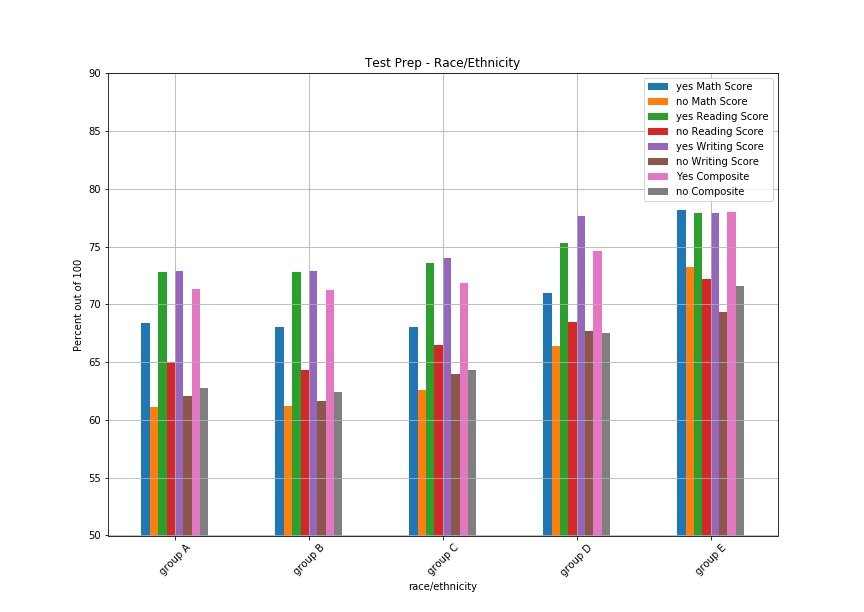 Test Prep - Race/Ethnicity
90
85
80
75
70
65
60
55
50
Percent out of 100
yes Math Score
no Math Score
yes Reading Score
no Reading Score
yes Writing Score
no Writing Score
Yes Composite
no Composite
group A
group B
group C
group D
group E
race/ethnicity